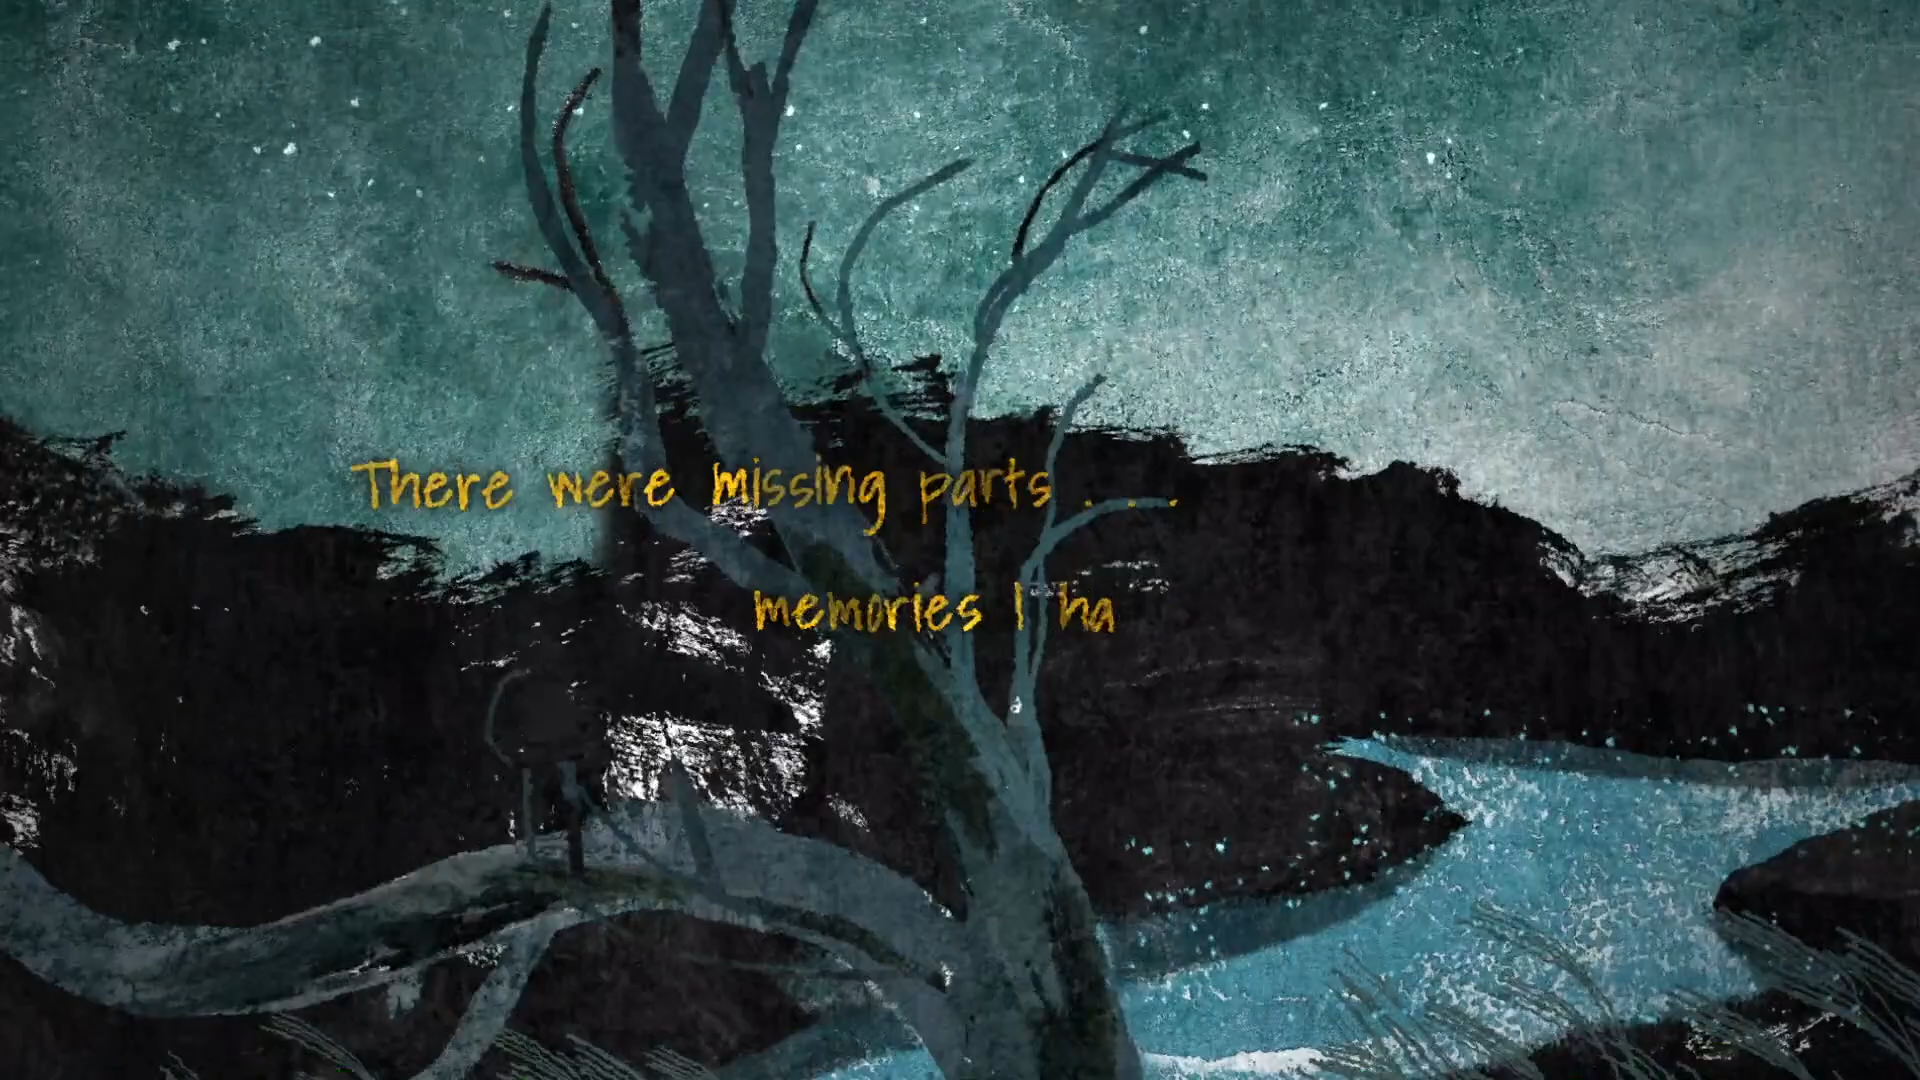 There were missing parts . . .
memories I ha